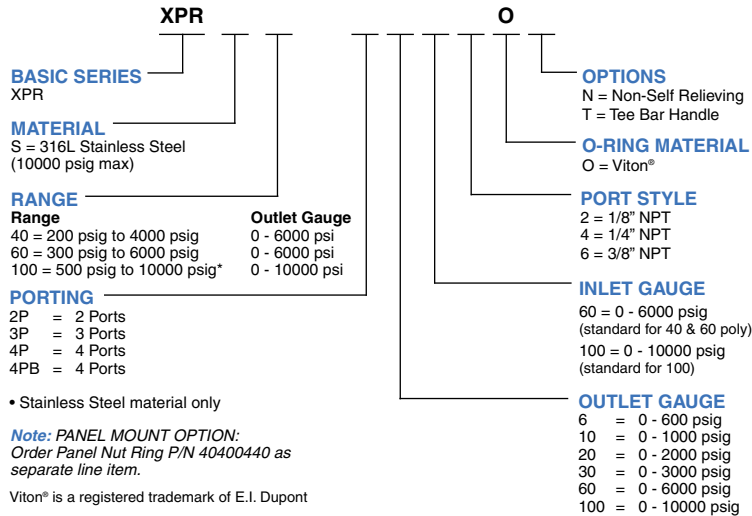 XPR O
BASIC SERIES
XPR
MATERIAL
S = 316L Stainless Steel
(10000 psig max)
RANGE
Range Outlet Gauge
40 = 200 psig to 4000 psig 0 - 6000 psi
60 = 300 psig to 6000 psig 0 - 6000 psi
100 = 500 psig to 10000 psig* 0 - 10000 psi
PORTING
2P = 2 Ports
3P = 3 Ports
4P = 4 Ports
4PB = 4 Ports
• Stainless Steel material only
Note: PANEL MOUNT OPTION:
Order Panel Nut Ring P/N 40400440 as
separate line item.
Viton® is a registered trademark of E.I. Dupont
OPTIONS
N = Non-Self Relieving
T = Tee Bar Handle
O-RING MATERIAL
O = Viton®
PORT STYLE
2 = 1/8” NPT
4 = 1/4” NPT
6 = 3/8” NPT
INLET GAUGE
60 = 0 - 6000 psig
(standard for 40 & 60 poly)
100 = 0 - 10000 psig
(standard for 100)
OUTLET GAUGE
6 = 0 - 600 psig
10 = 0 - 1000 psig
20 = 0 - 2000 psig
30 = 0 - 3000 psig
60 = 0 - 6000 psig
100 = 0 - 10000 psig